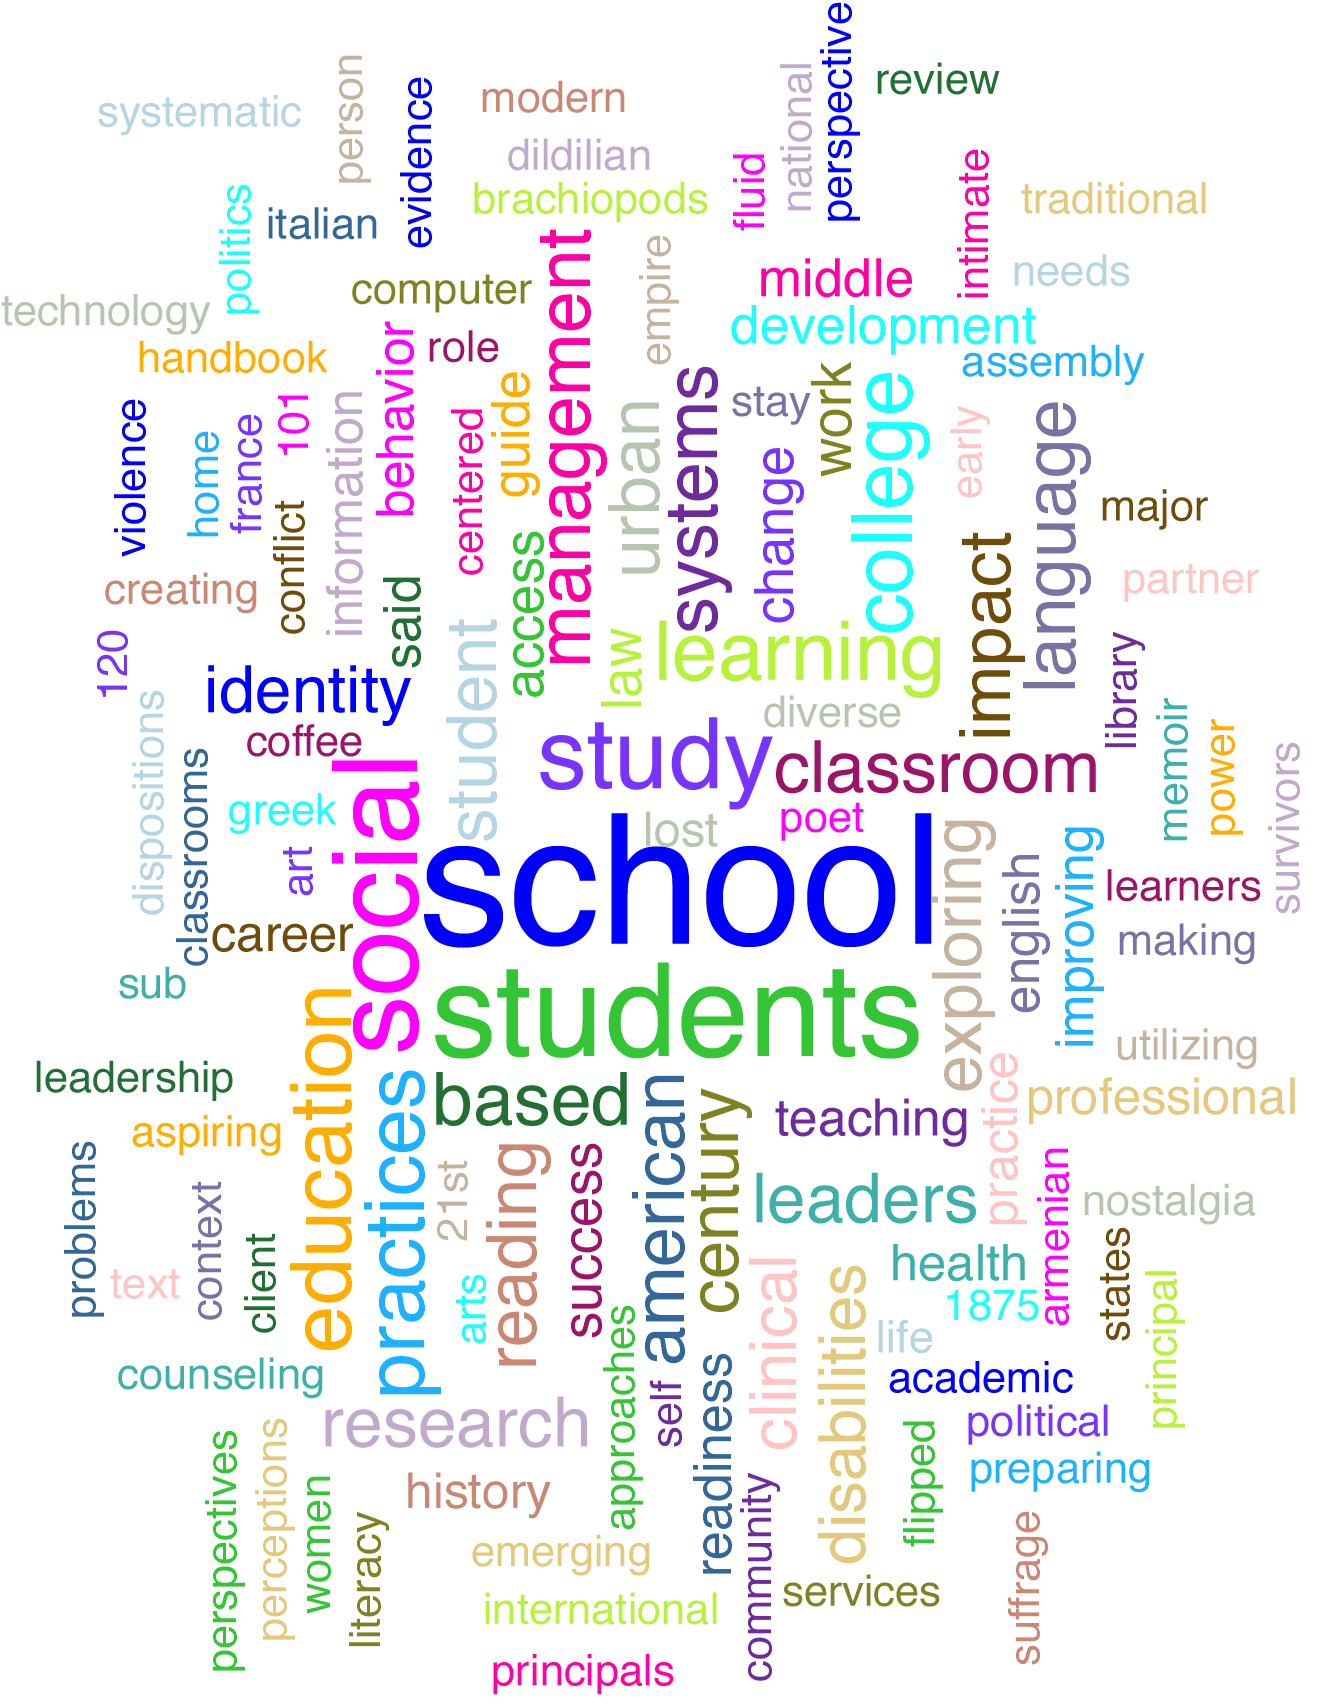 perspective
review
person
national
modern
systematic
evidence
dildilian
fluid
intimate
brachiopods
traditional
politics
italian
management
empire
middle
needs
computer
technology
development
behavior
role
handbook
assembly
systems
work
college
guide
stay
101
information
violence
urban
language
early
centered
france
home
change
major
conflict
access
impact
partner
creating
said
student
learning
law
120
library
identity
dispositions
memoir
diverse
power
study
coffee
classroom
survivors
classrooms
social
greek
poet
lost
school
exploring
improving
art
english
learners
career
making
students
sub
education
utilizing
practice
leadership
practices
based
american
century
professional
teaching
aspiring
problems
reading
success
armenian
21st
leaders
context
nostalgia
client
states
health
clinical
disabilities
text
arts
principal
1875
approaches
life
readiness
counseling
academic
self
research
political
flipped
perspectives
perceptions
preparing
women
history
community
literacy
suffrage
emerging
services
international
principals